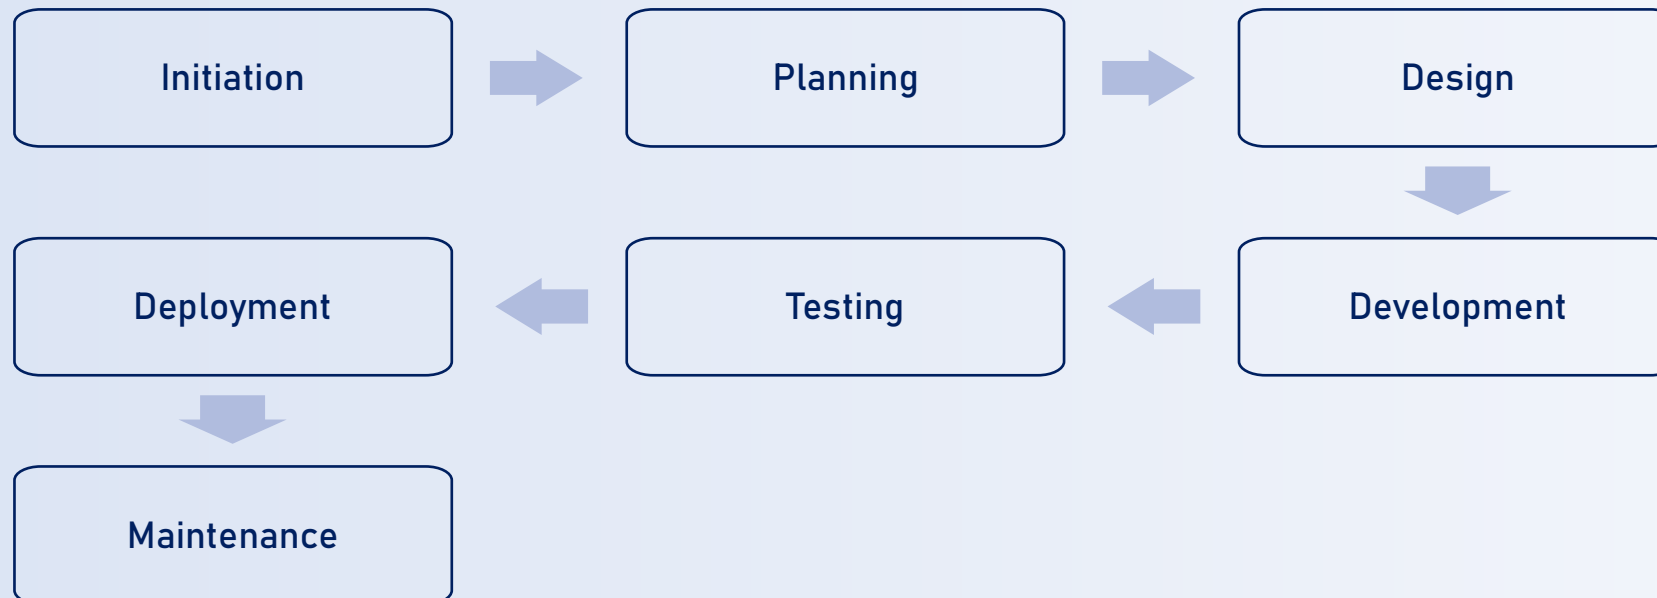 Initiation
Planning
Design
Development
Testing
Deployment
Maintenance